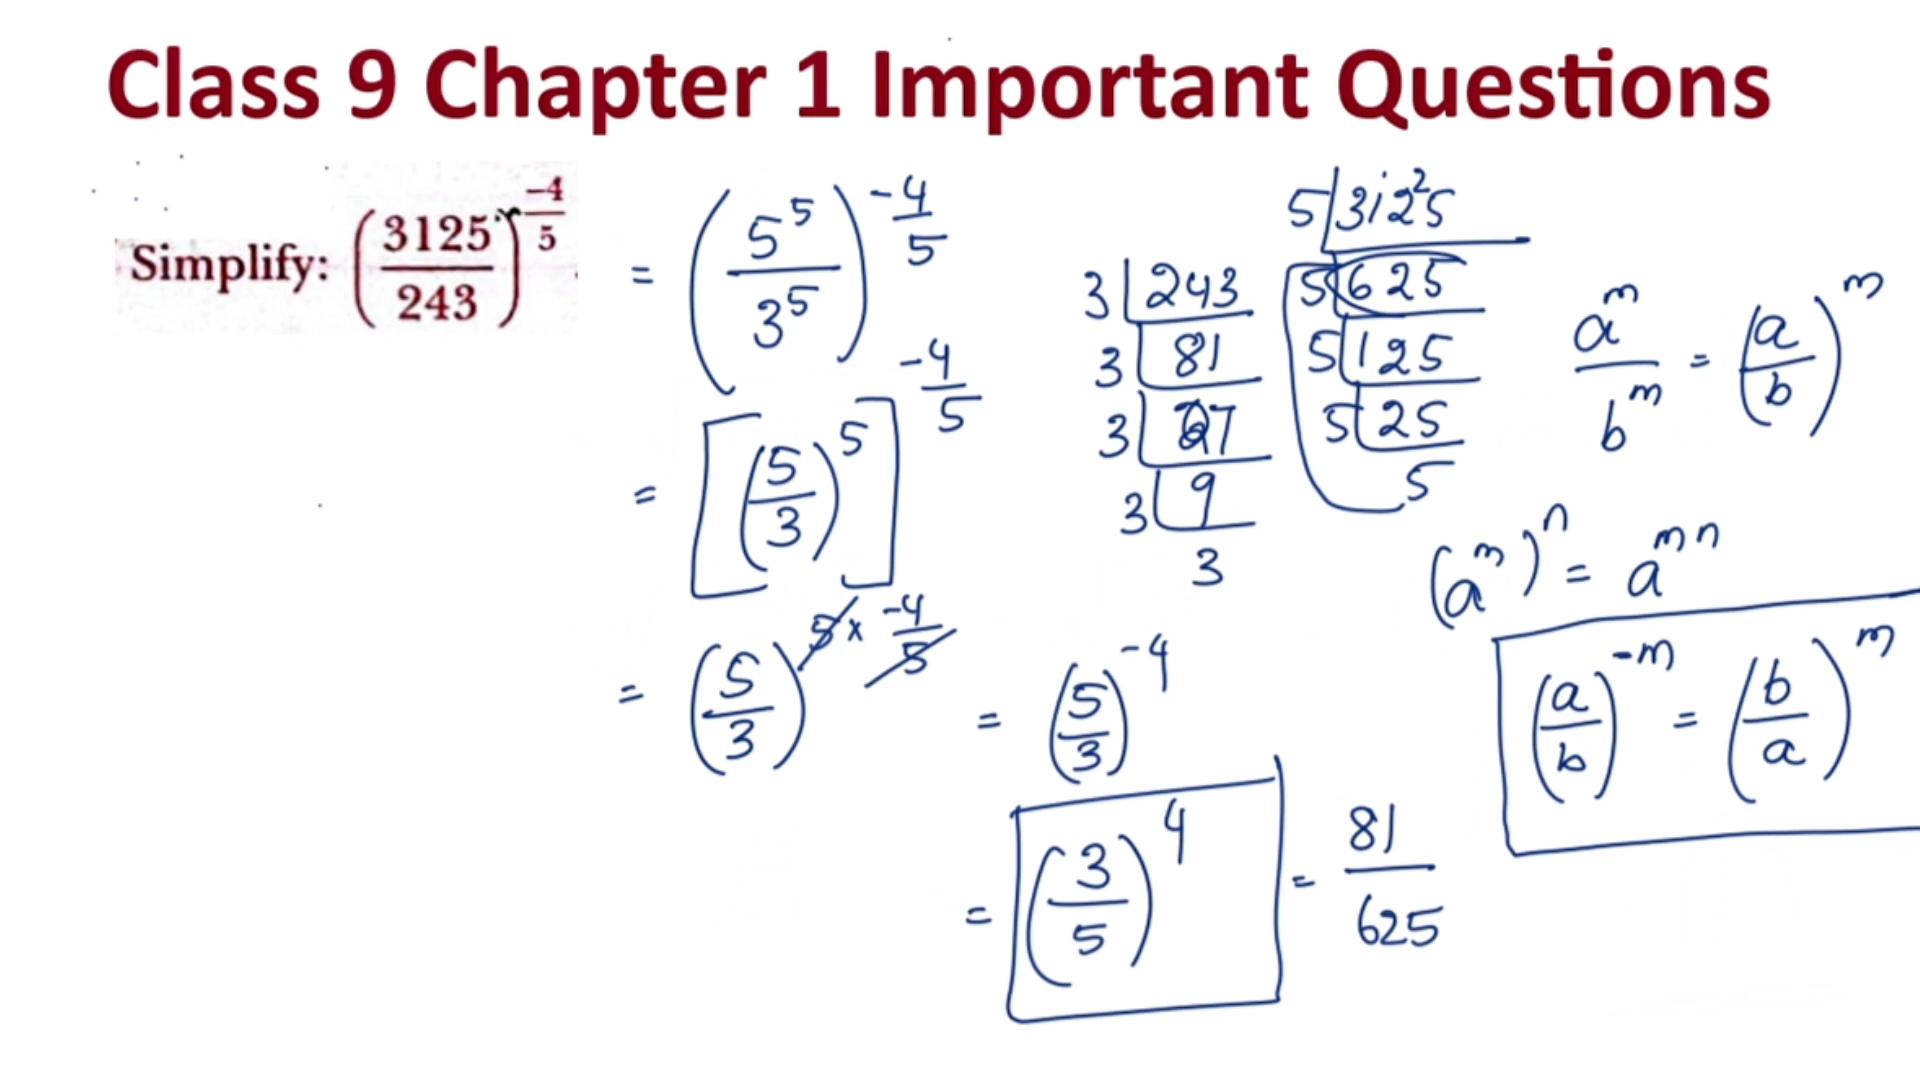 Class 9 Chapter 1 Important Questions
Simplify: (3125/243)^(-4/5)
= (5^5/3^5)^(-4/5)
= [(5/3)^5]^(-4/5)
= (5/3)^(5 × -4/5)
= (5/3)^-4
= (3/5)^4 = 81/625
3 | 243
3 | 81
3 | 27
3 | 9
3
5 | 3125
5 | 625
5 | 125
5 | 25
5
a^m/b^m = (a/b)^m
(a^m)^n = a^mn
(a/b)^-m = (b/a)^m